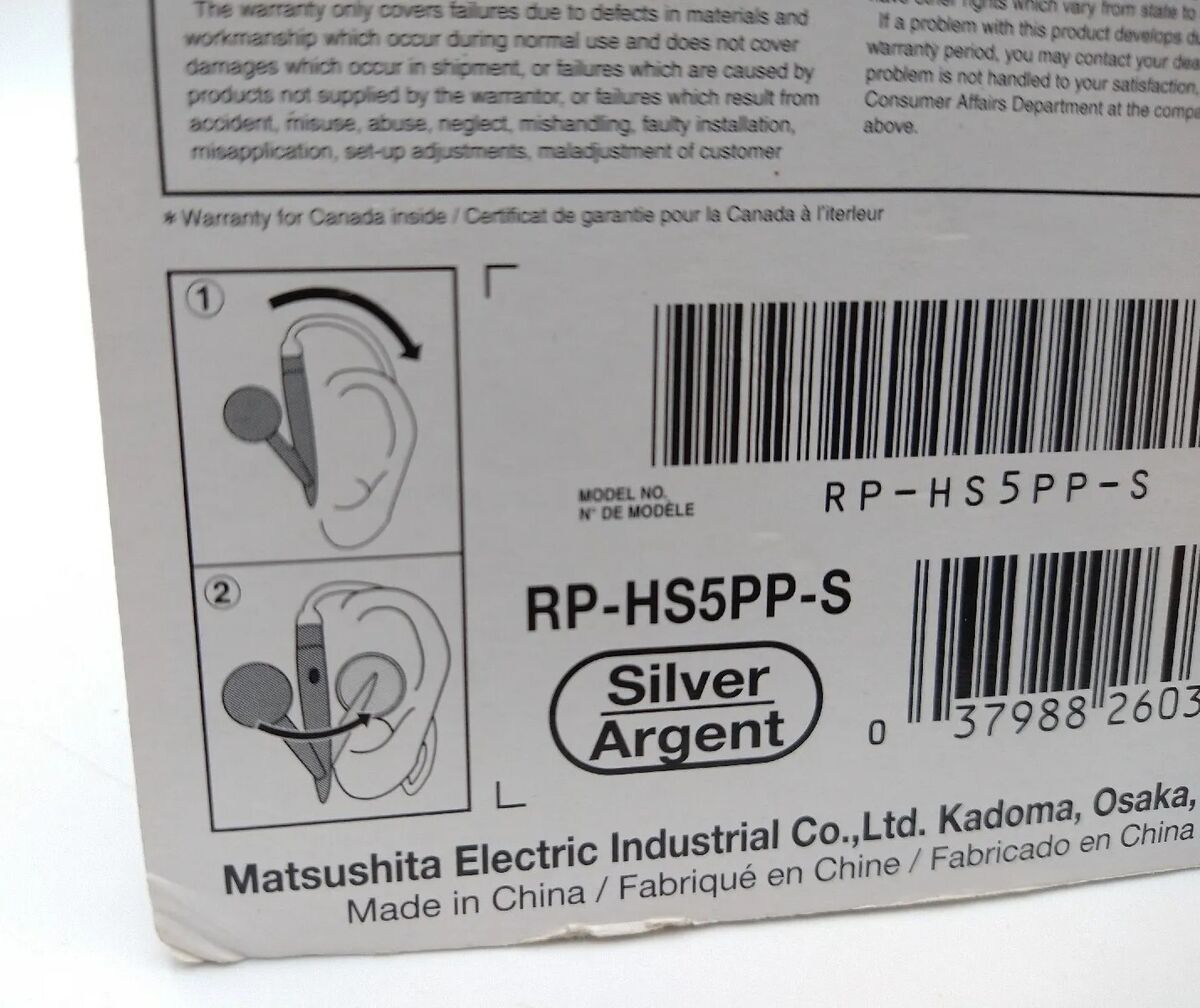 The warranty only covers failures due to defects in materials and
workmanship which occur during normal use and does not cover
damages which occur in shipment, or failures which are caused by
products not supplied by the warrantor, or failures which result from
accident, misuse, abuse, neglect, mishandling, faulty installation,
misapplication, set-up adjustments, maladjustment of customer
rights which vary from state to
If a problem with this product develops
warranty period, you may contact your
problem is not handled to your satisfaction,
Consumer Affairs Department at the
above.
* Warranty for Canada inside / Certificat de garantie pour la Canada à l'iterleur
1
2
MODEL NO.
N° DE MODÈLE
RP-HS5PP-S
RP-HS5PP-S
Silver
Argent
0 37988 2603
Matsushita Electric Industrial Co.,Ltd. Kadoma, Osaka,
Made in China / Fabriqué en Chine / Fabricado en China